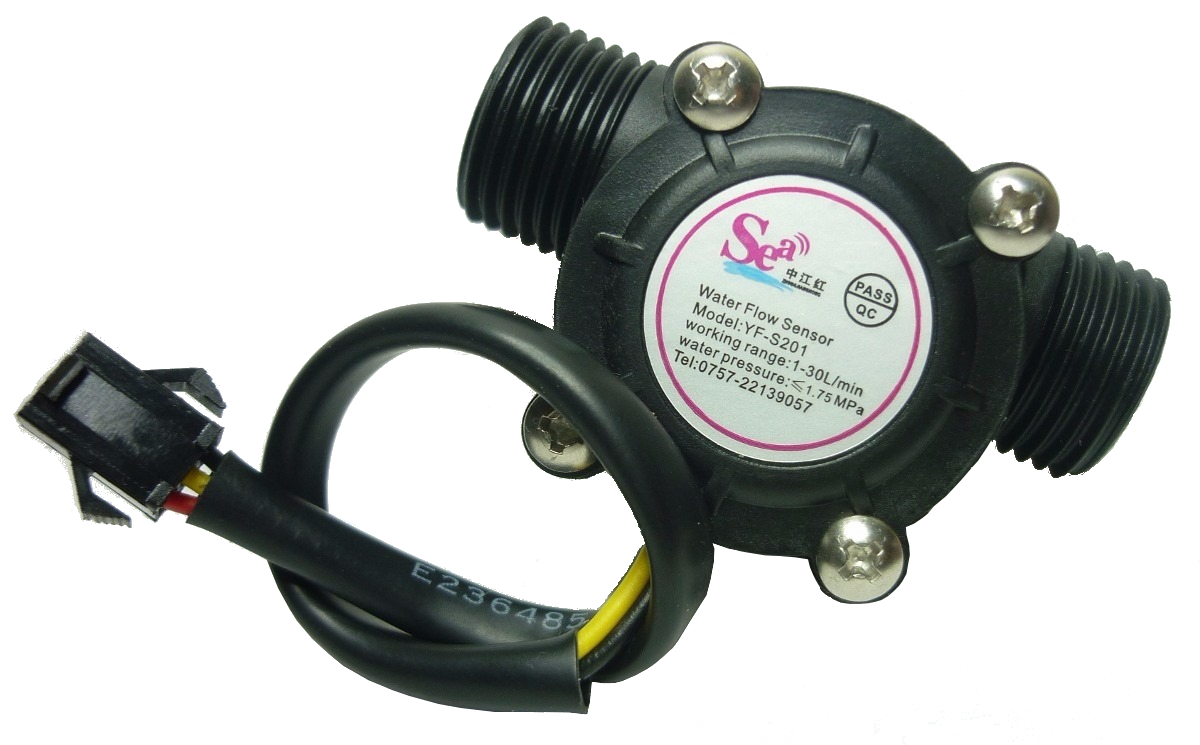 Sea
中江紅
PASS
QC
Water Flow Sensor
Model:YF-S201
working range:1-30L/min
water pressure:≤1.75MPa
Tel:0757-22139057
E236485